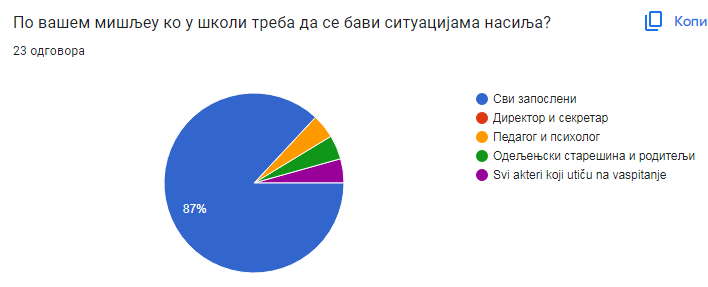 По вашем мишљеу ко у школи треба да се бави ситуацијама насиља?
Копи
23 одговора
Сви запослени
Директор и секретар
Педагог и психолог
Одељењски старешина и родитељи
Svi akteri koji utiču na vaspitanje
87%